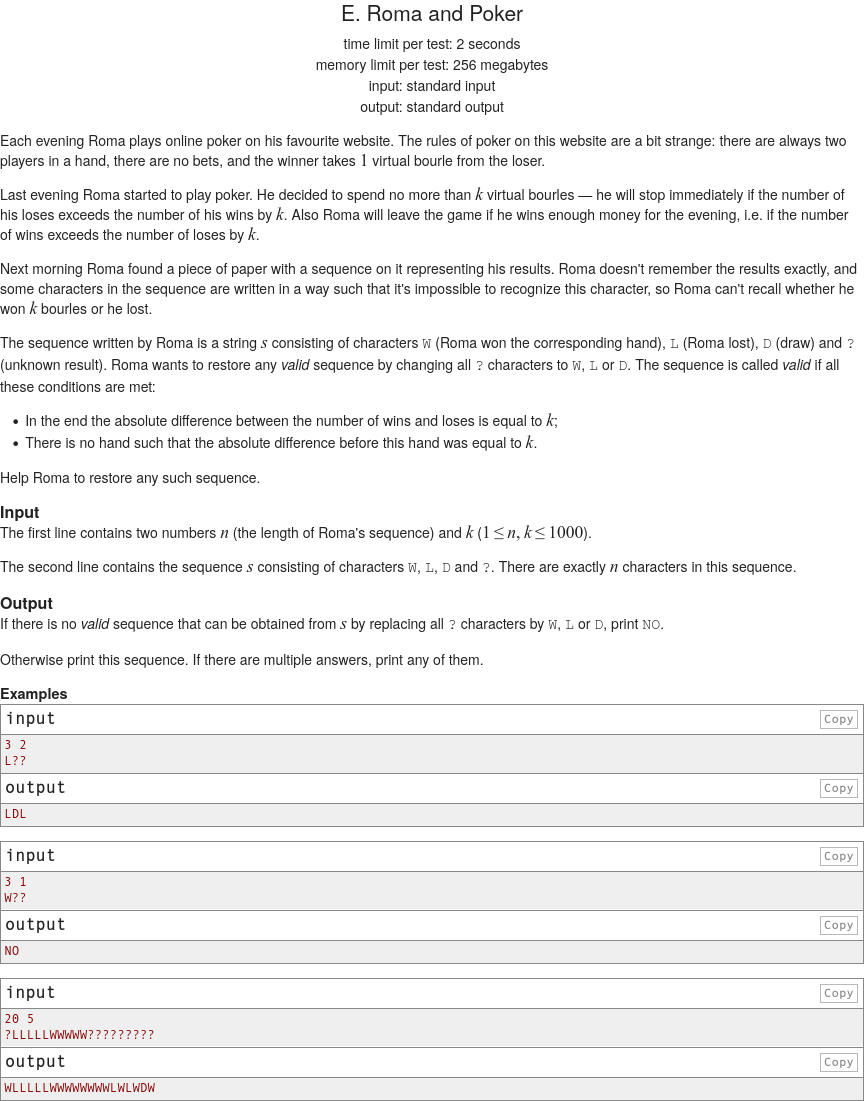 E. Roma and Poker
time limit per test: 2 seconds
memory limit per test: 256 megabytes
input: standard input
output: standard output
Each evening Roma plays online poker on his favourite website. The rules of poker on this website are a bit strange: there are always two
players in a hand, there are no bets, and the winner takes 1 virtual bourle from the loser.
Last evening Roma started to play poker. He decided to spend no more than k virtual bourles — he will stop immediately if the number of
his loses exceeds the number of his wins by k. Also Roma will leave the game if he wins enough money for the evening, i.e. if the number
of wins exceeds the number of loses by k.
Next morning Roma found a piece of paper with a sequence on it representing his results. Roma doesn't remember the results exactly, and
some characters in the sequence are written in a way such that it's impossible to recognize this character, so Roma can't recall whether he
won k bourles or he lost.
The sequence written by Roma is a string s consisting of characters W (Roma won the corresponding hand), L (Roma lost), D (draw) and ?
(unknown result). Roma wants to restore any valid sequence by changing all ? characters to W, L or D. The sequence is called valid if all
these conditions are met:
• In the end the absolute difference between the number of wins and loses is equal to k;
• There is no hand such that the absolute difference before this hand was equal to k.
Help Roma to restore any such sequence.
Input
The first line contains two numbers n (the length of Roma's sequence) and k (1 ≤ n, k ≤ 1000).
The second line contains the sequence s consisting of characters W, L, D and ?. There are exactly n characters in this sequence.
Output
If there is no valid sequence that can be obtained from s by replacing all ? characters by W, L or D, print NO.
Otherwise print this sequence. If there are multiple answers, print any of them.
Examples
input Copy
3 2
L??
output Copy
LDL
input Copy
3 1
W??
output Copy
NO
input Copy
20 5
?LLLLLWWWWW?????????
output Copy
WLLLLLWWWWWWWWLWLWDW